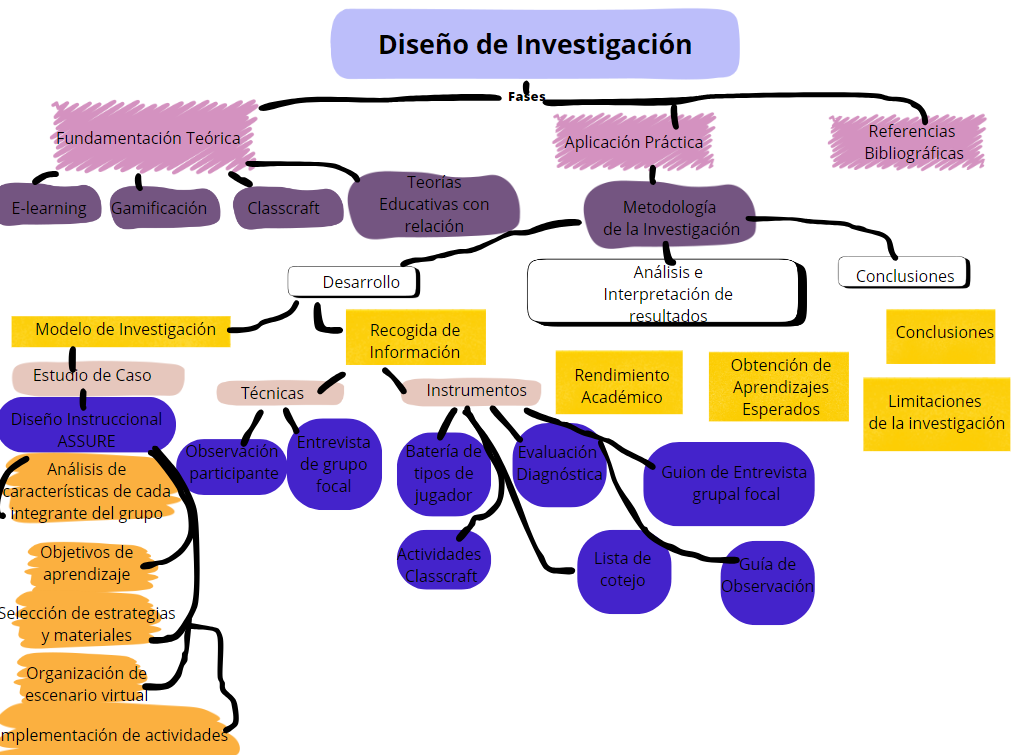 Diseño de Investigación
Fases
Fundamentación Teórica
Aplicación Práctica
Referencias
Bibliográficas
E-learning
Gamificación
Classcraft
Teorías
Educativas con
relación
Metodología
de la Investigación
Desarrollo
Análisis e
Interpretación de
resultados
Conclusiones
Modelo de Investigación
Recogida de
Información
Conclusiones
Rendimiento
Académico
Obtención de
Aprendizajes
Esperados
Limitaciones
de la investigación
Estudio de Caso
Técnicas
Instrumentos
Diseño Instruccional
ASSURE
Observación
participante
Entrevista
de grupo
focal
Batería de
tipos de
jugador
Evaluación
Diagnóstica
Guion de Entrevista
grupal focal
Análisis de
características de cada
integrante del grupo
Actividades
Classcraft
Lista de
cotejo
Guía de
Observación
Objetivos de
aprendizaje
Selección de estrategias
y materiales
Organización de
escenario virtual
mplementación de actividades